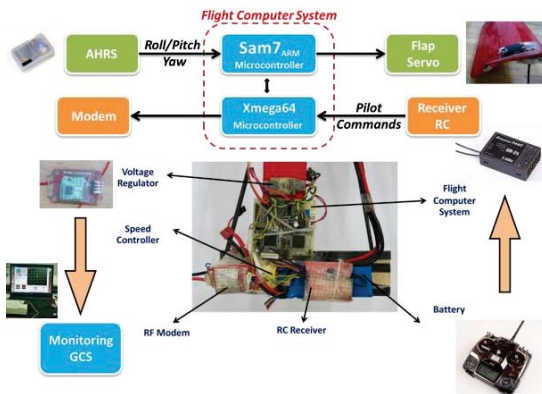 Flight Computer System
AHRS
Roll/Pitch
Yaw
Sam7ARM
Microcontroller
Flap
Servo
Modem
Xmega64
Microcontroller
Pilot
Commands
Receiver
RC
Voltage
Regulator
Flight
Computer
System
Speed
Controller
Monitoring
GCS
RF Modem
RC Receiver
Battery